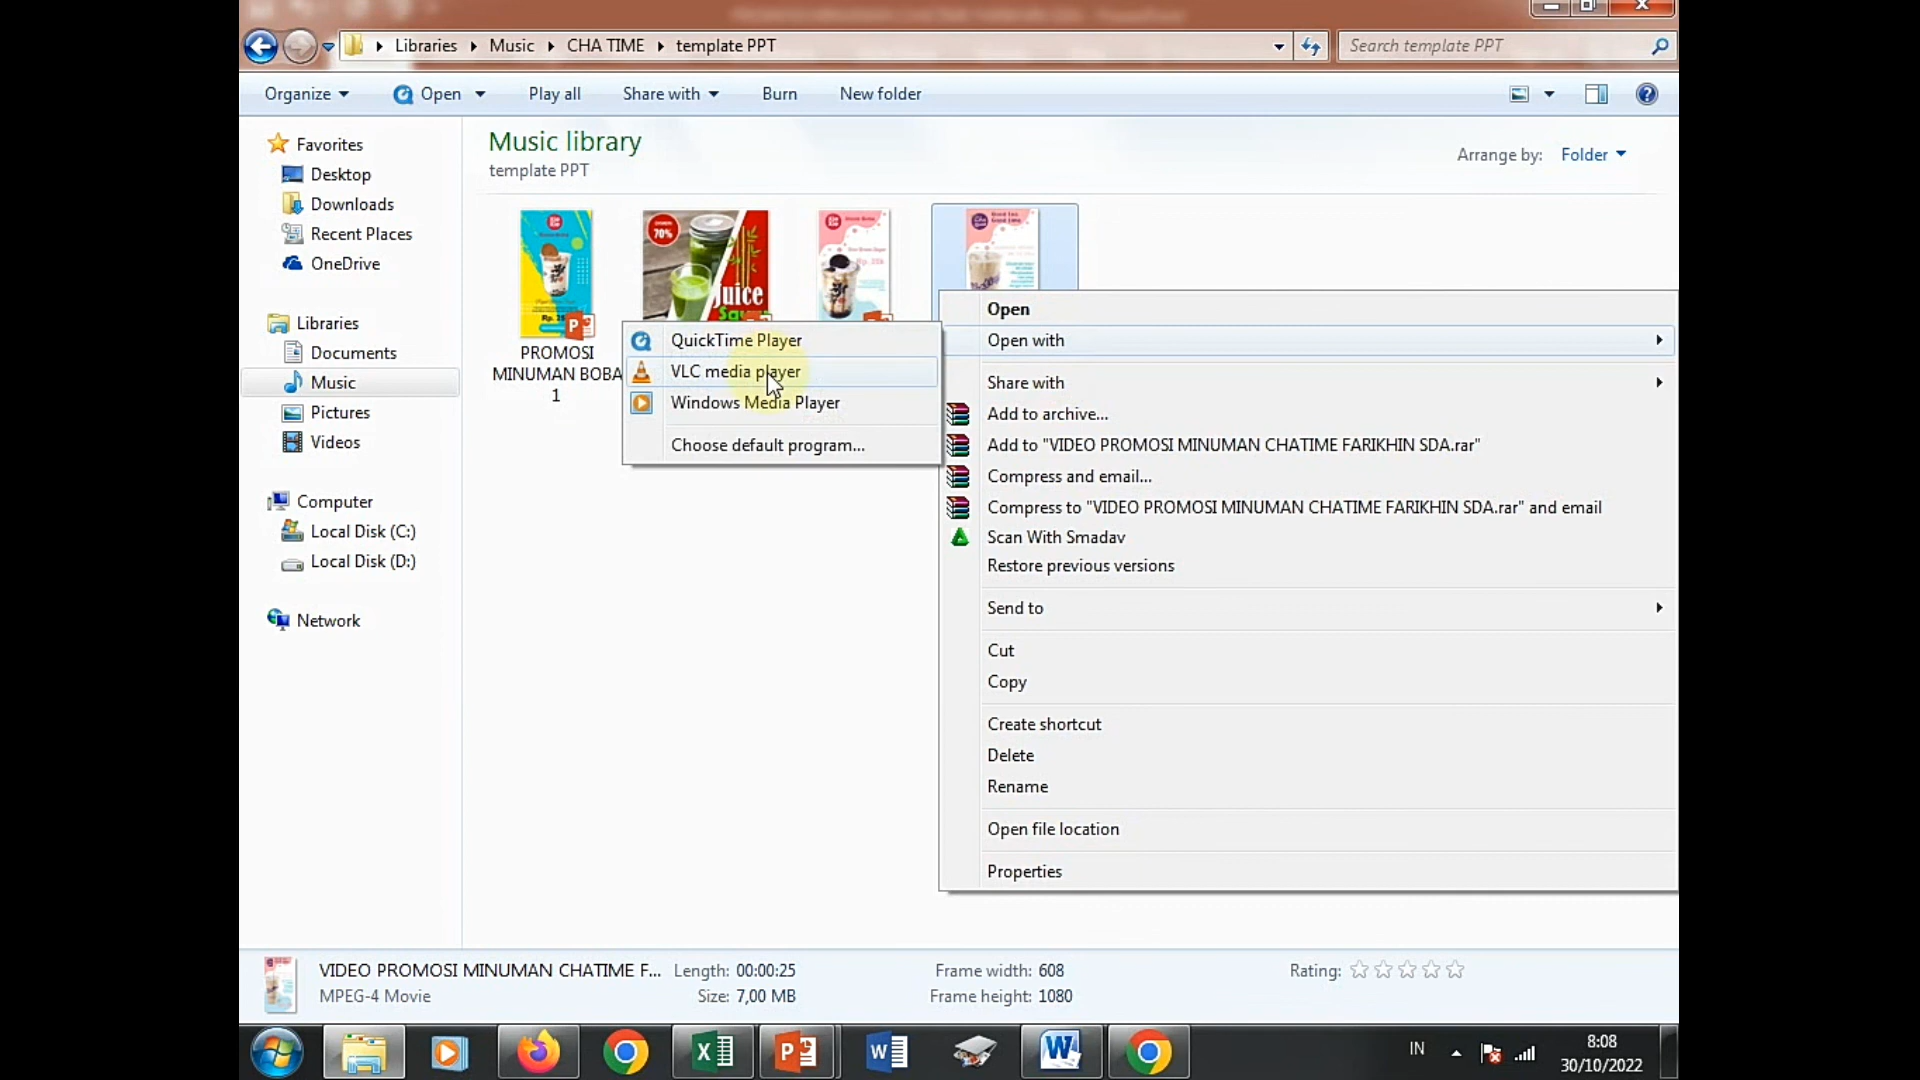 Libraries ▸ Music ▸ CHA TIME ▸ template PPT
Search template PPT
Organize Open Play all Share with Burn New folder
Favorites
Desktop
Downloads
Recent Places
OneDrive
Libraries
Documents
Music
Pictures
Videos
Computer
Local Disk (C:)
Local Disk (D:)
Network
Music library
template PPT
Arrange by: Folder
70%
Juice
PROMOSI
MINUMAN BOBA
1
QuickTime Player
VLC media player
Windows Media Player
Choose default program...
Open
Open with
Share with
Add to archive...
Add to "VIDEO PROMOSI MINUMAN CHATIME FARIKHIN SDA.rar"
Compress and email...
Compress to "VIDEO PROMOSI MINUMAN CHATIME FARIKHIN SDA.rar" and email
Scan With Smadav
Restore previous versions
Send to
Cut
Copy
Create shortcut
Delete
Rename
Open file location
Properties
VIDEO PROMOSI MINUMAN CHATIME F... Length: 00:00:25 Frame width: 608 Rating:
MPEG-4 Movie Size: 7,00 MB Frame height: 1080
IN
8:08
30/10/2022